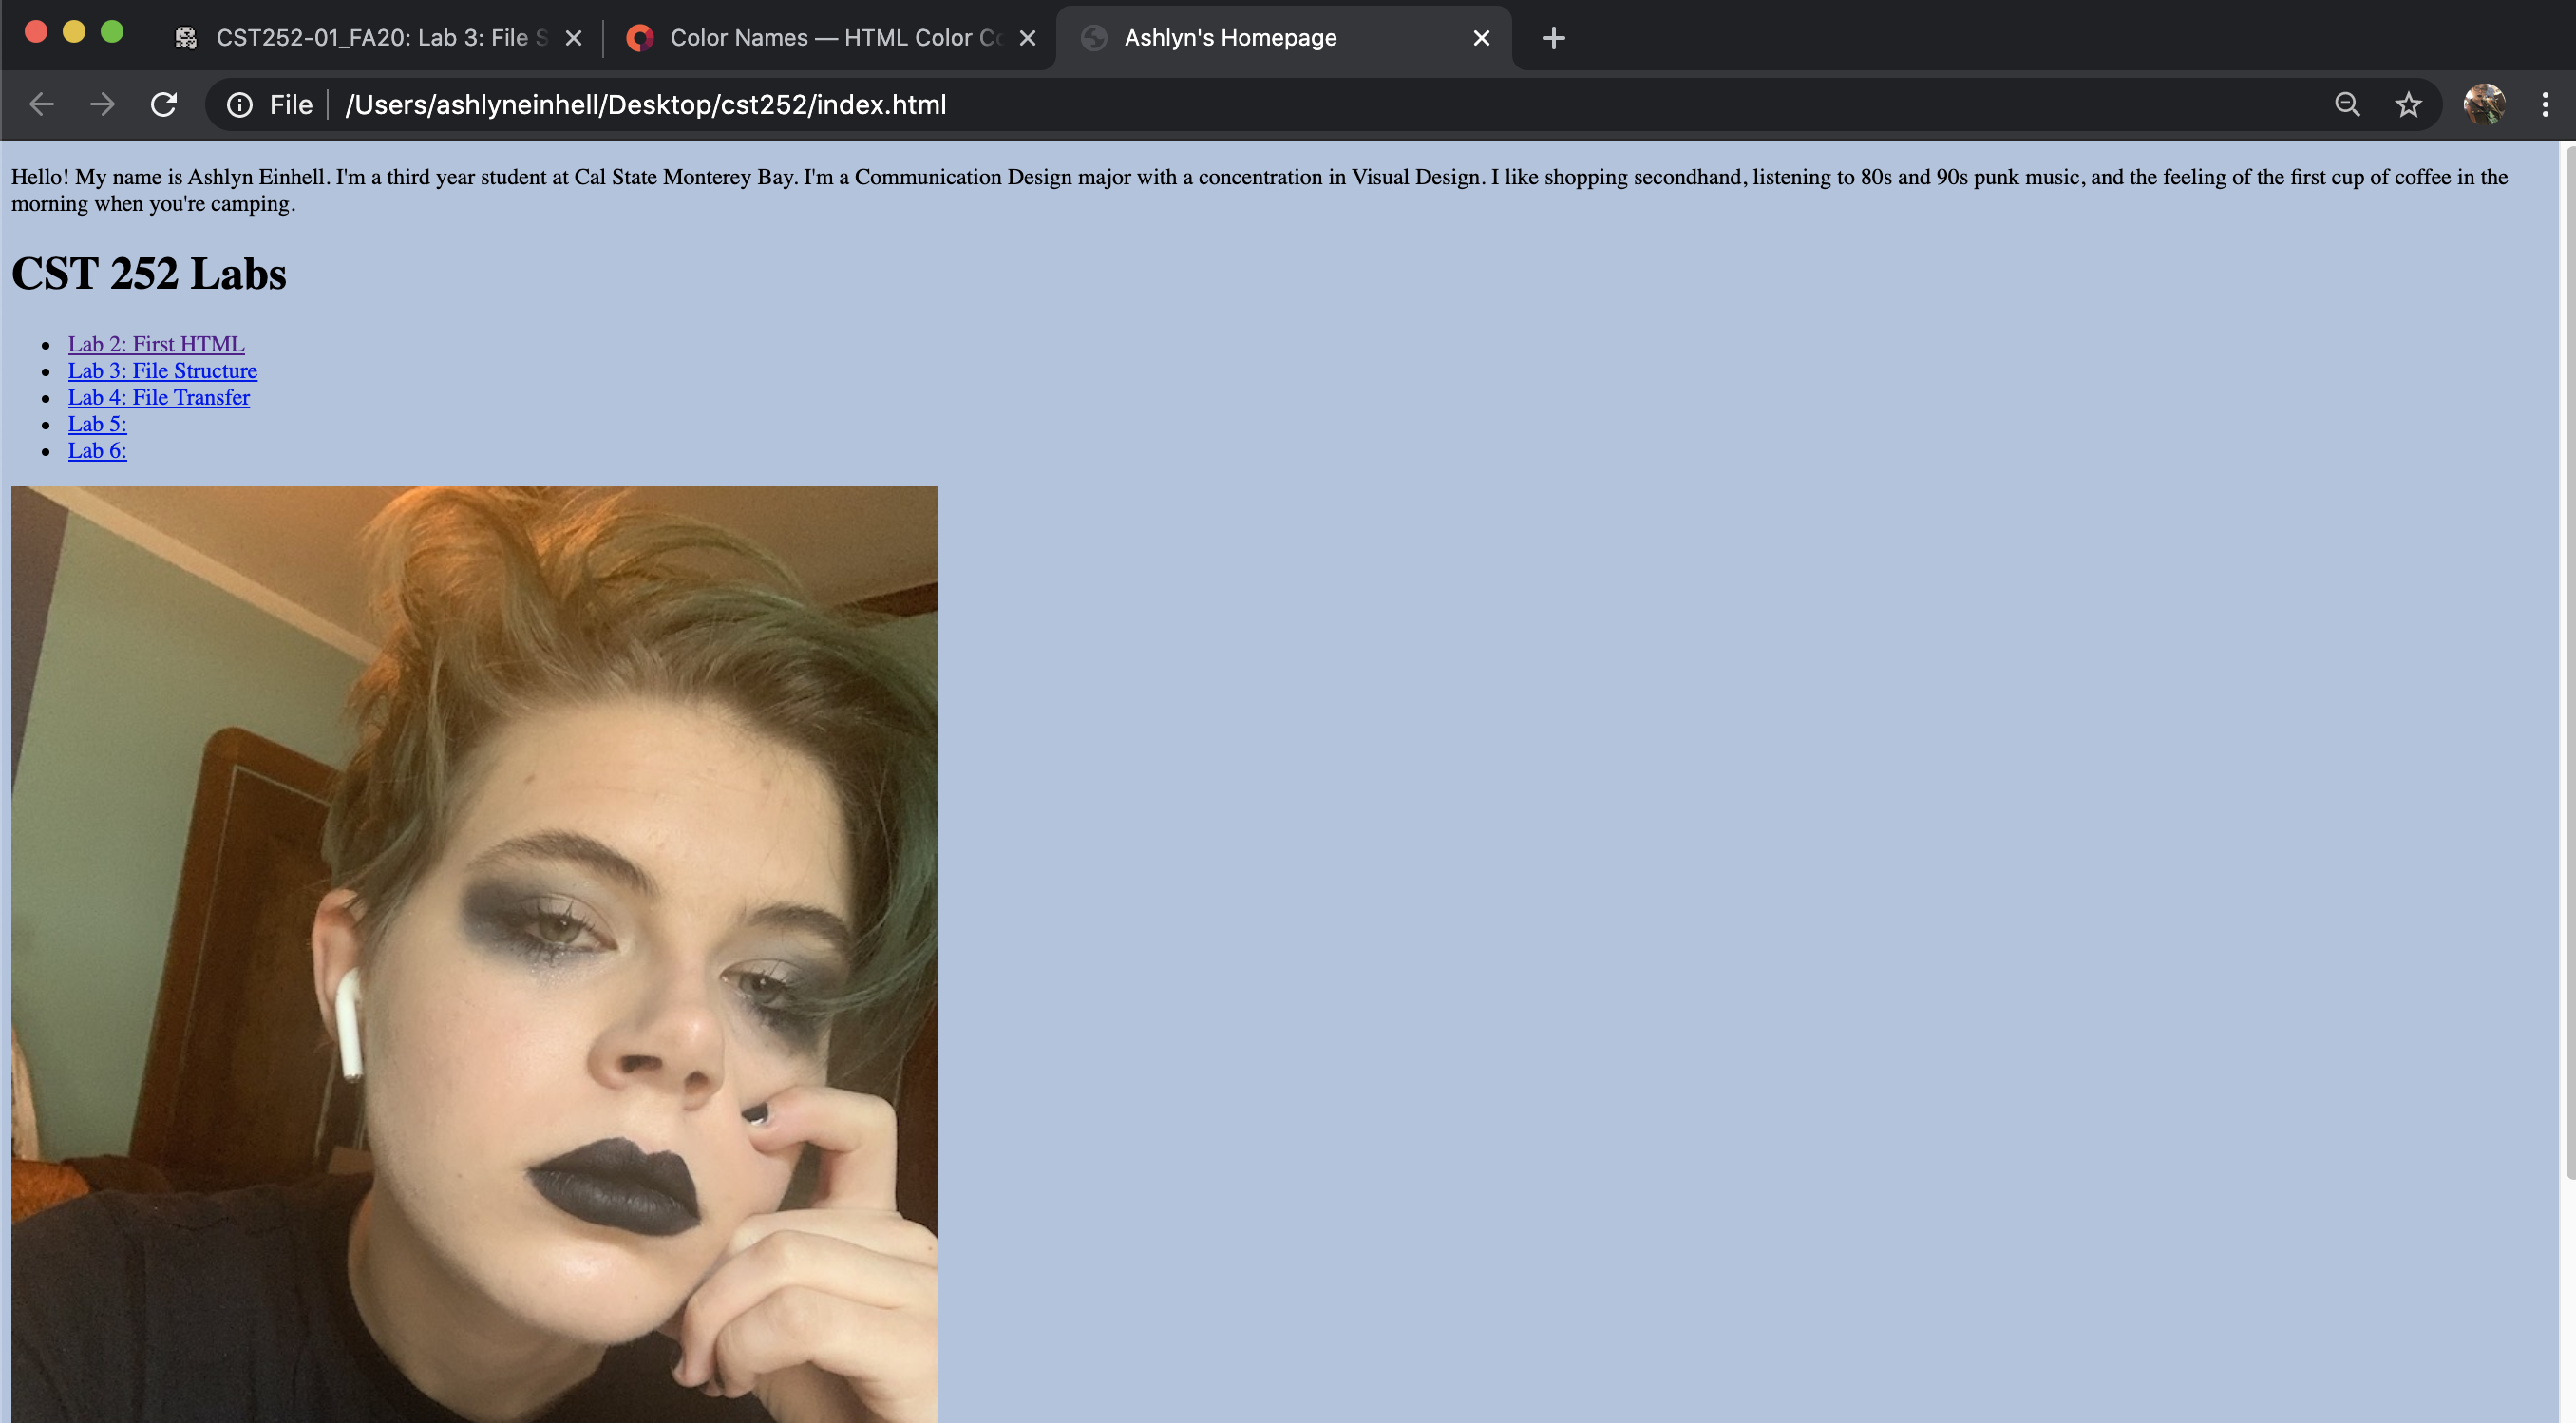 CST252-01_FA20: Lab 3: File S
Color Names — HTML Color Co
Ashlyn's Homepage
File
/Users/ashlyneinhell/Desktop/cst252/index.html
Hello! My name is Ashlyn Einhell. I'm a third year student at Cal State Monterey Bay. I'm a Communication Design major with a concentration in Visual Design. I like shopping secondhand, listening to 80s and 90s punk music, and the feeling of the first cup of coffee in the
morning when you're camping.
CST 252 Labs
Lab 2: First HTML
Lab 3: File Structure
Lab 4: File Transfer
Lab 5:
Lab 6: